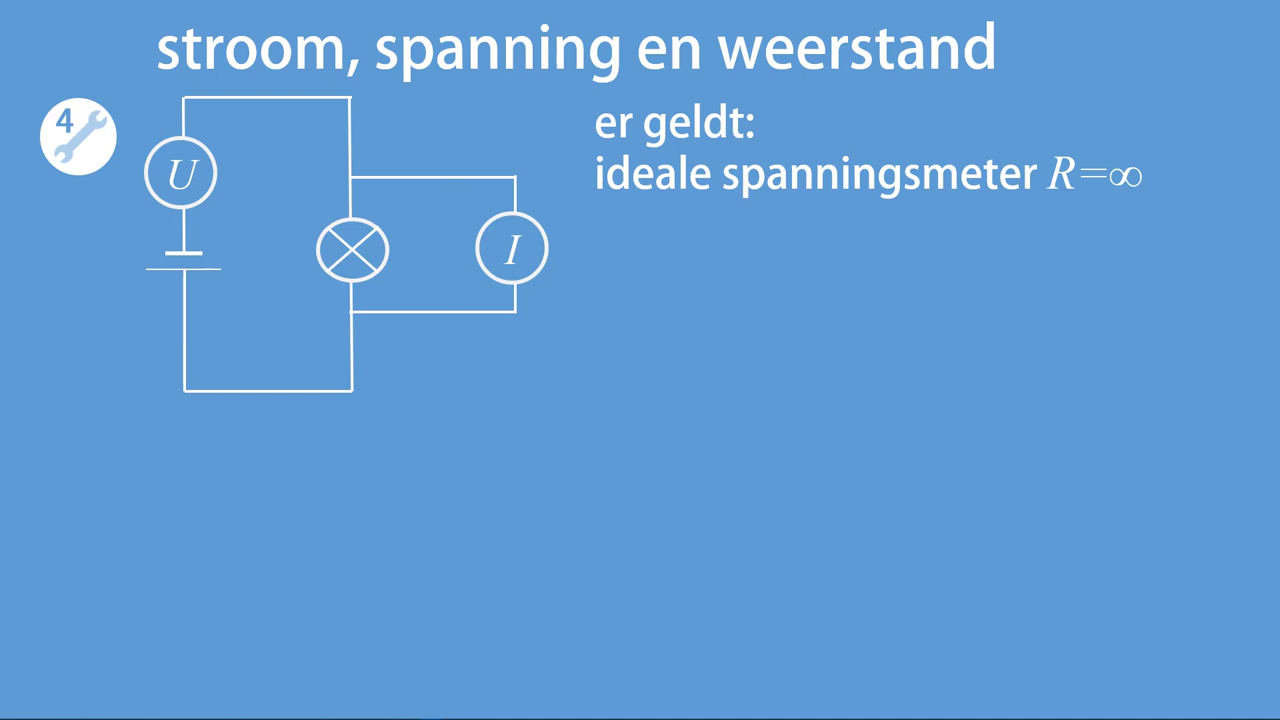 stroom, spanning en weerstand
4
er geldt:
ideale spanningsmeter R=∞
U
I